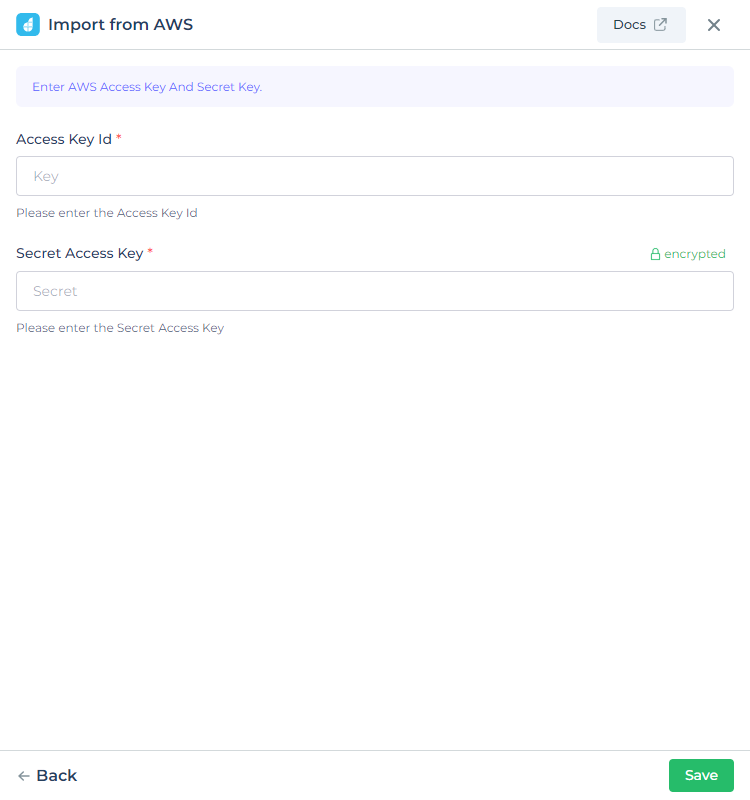 Import from AWS
Docs
Enter AWS Access Key And Secret Key.
Access Key Id *
Key
Please enter the Access Key Id
Secret Access Key *
encrypted
Secret
Please enter the Secret Access Key
Back
Save